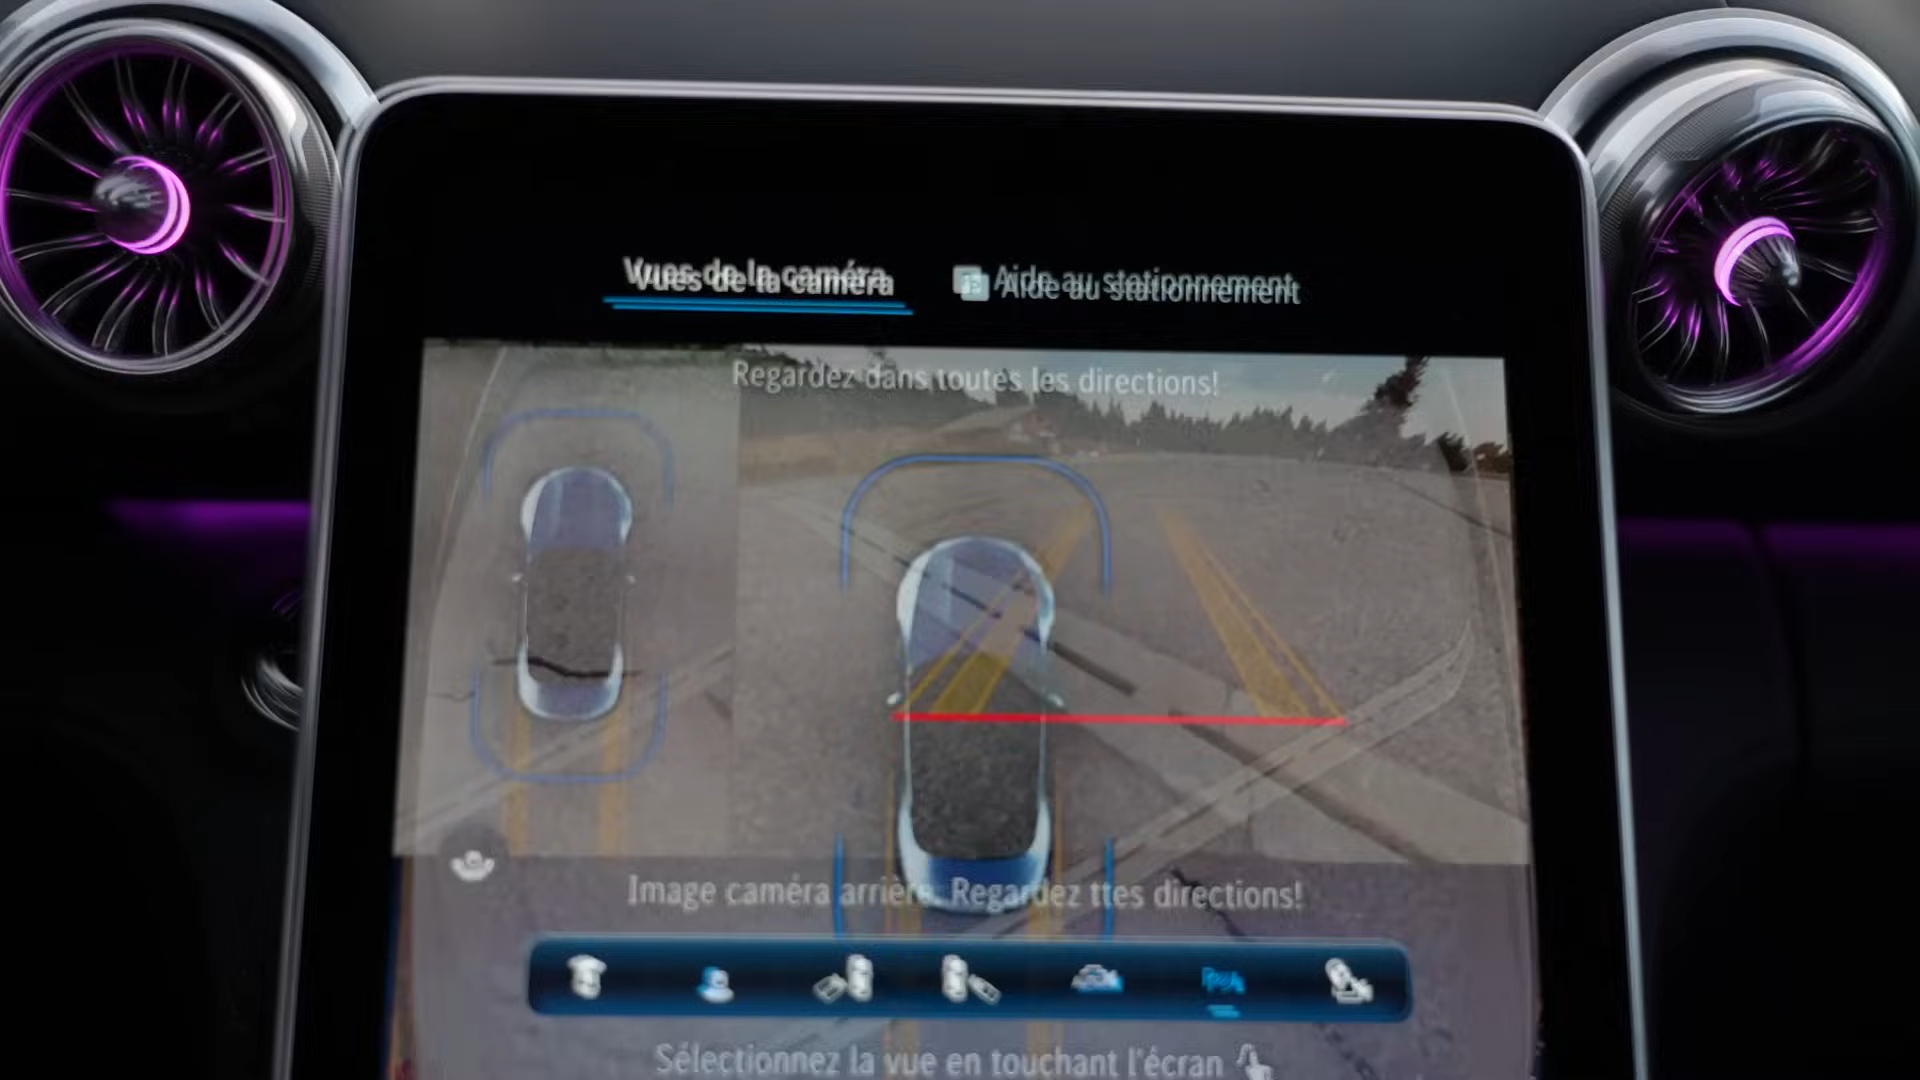 Vues de la caméra
Aide au stationnement
Regardez dans toutes les directions!
Image caméra arrière. Regardez ttes directions!
Sélectionnez la vue en touchant l'écran